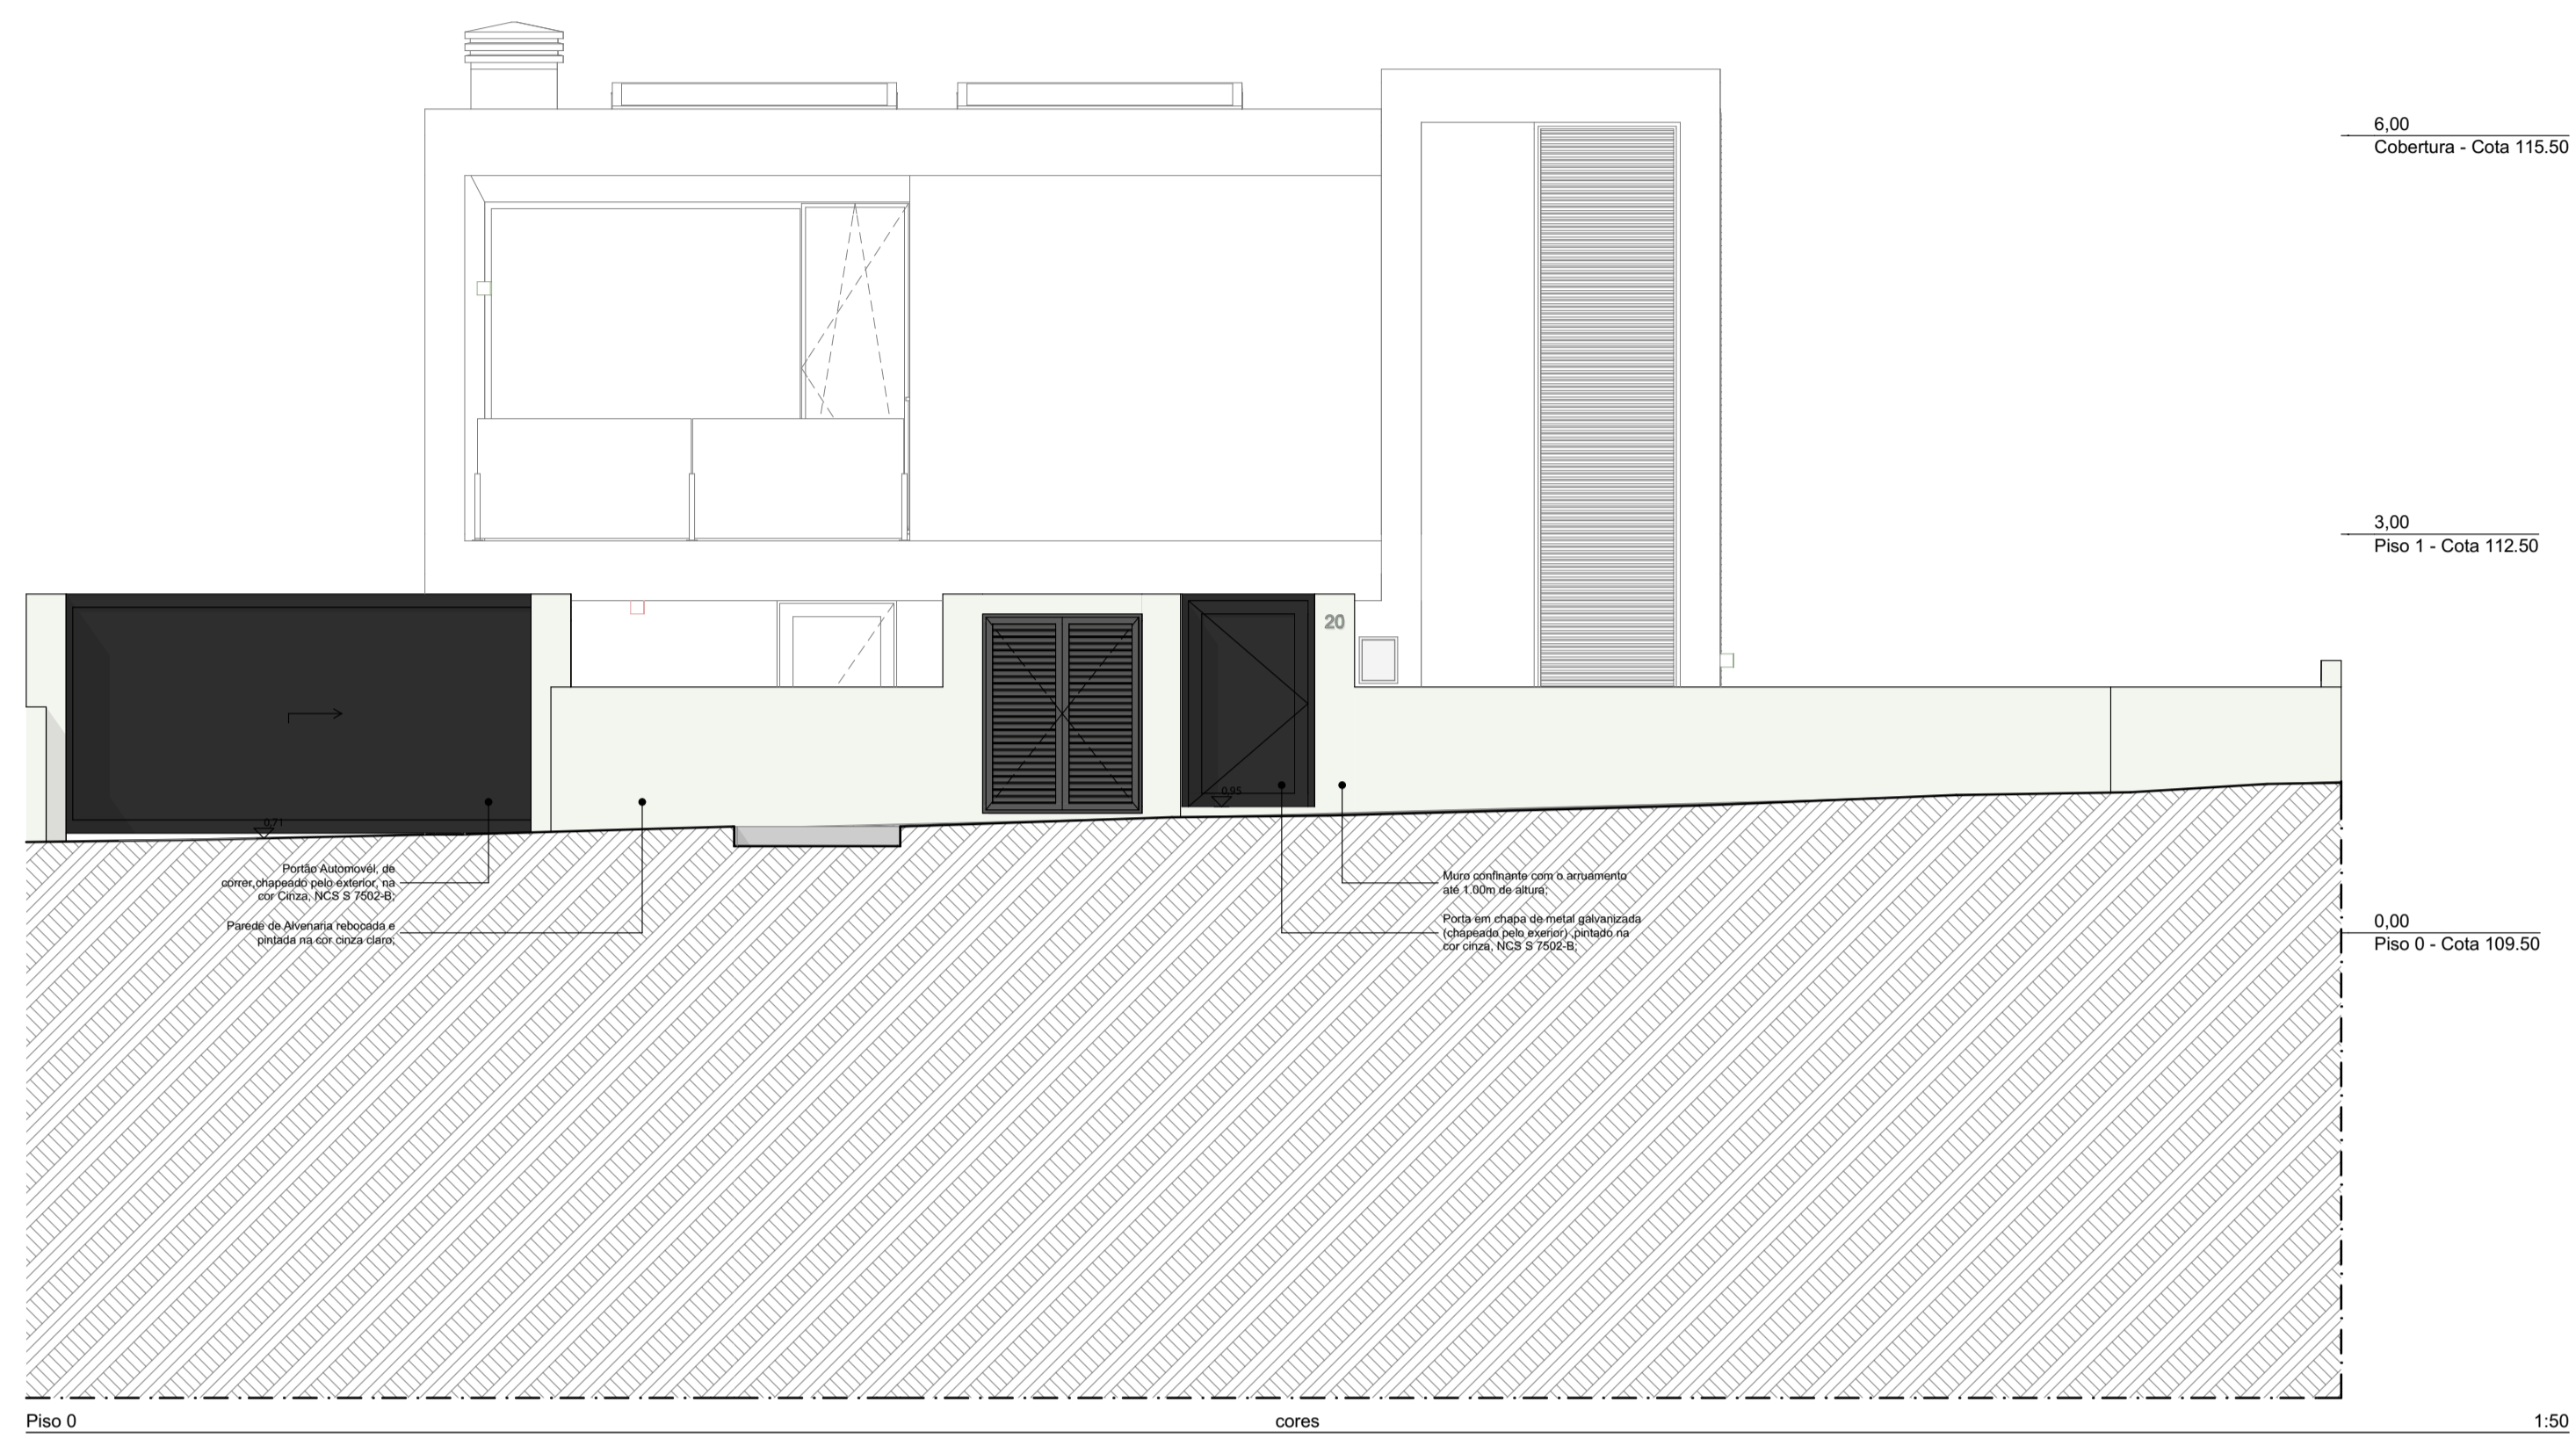 6,00
Cobertura - Cota 115.50
3,00
Piso 1 - Cota 112.50
20
0,95
0,71
Portão Automovél, de
correr,chapeado pelo exterior, na
cor Cinza, NCS S 7502-B;
Parede de Alvenaria rebocada e
pintada na cor cinza claro;
Muro confinante com o arruamento
até 1.00m de altura;
Porta em chapa de metal galvanizada
(chapeado pelo exerior) ,pintado na
cor cinza, NCS S 7502-B;
0,00
Piso 0 - Cota 109.50
Piso 0
cores
1:50